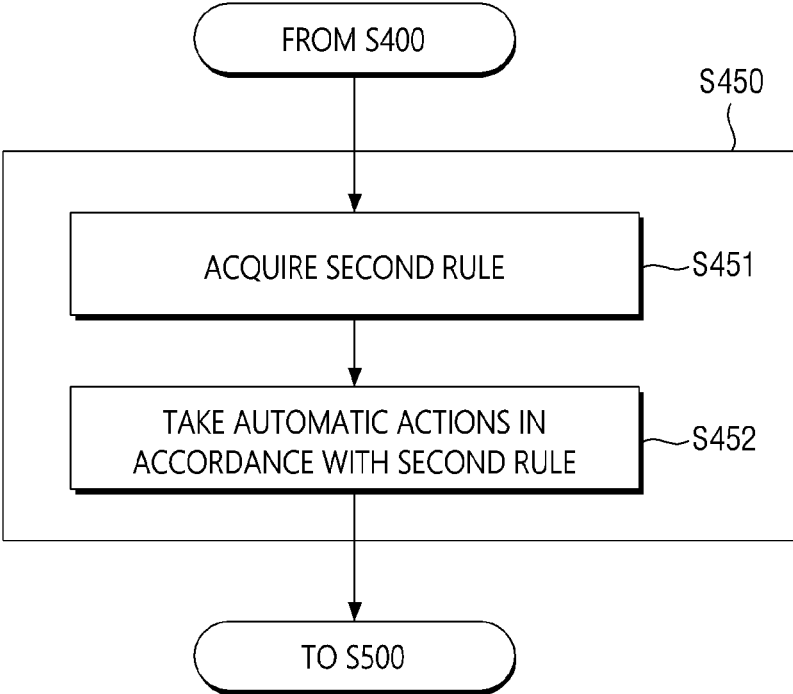 FROM S400
S450
ACQUIRE SECOND RULE
S451
TAKE AUTOMATIC ACTIONS IN
ACCORDANCE WITH SECOND RULE
S452
TO S500